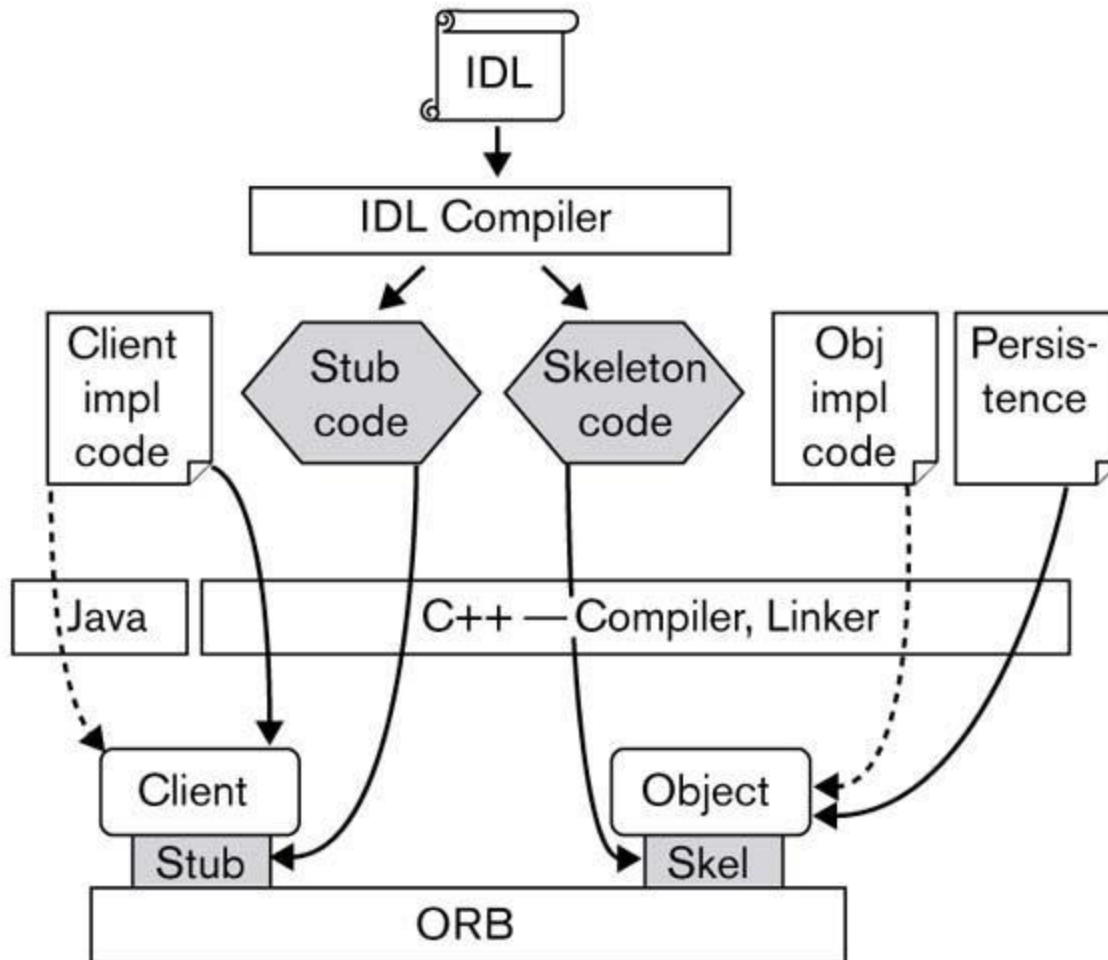 IDL
IDL Compiler
Client
impl
code
Stub
code
Skeleton
code
Obj
impl
code
Persis-
tence
Java
C++ — Compiler, Linker
Client
Object
Stub
Skel
ORB